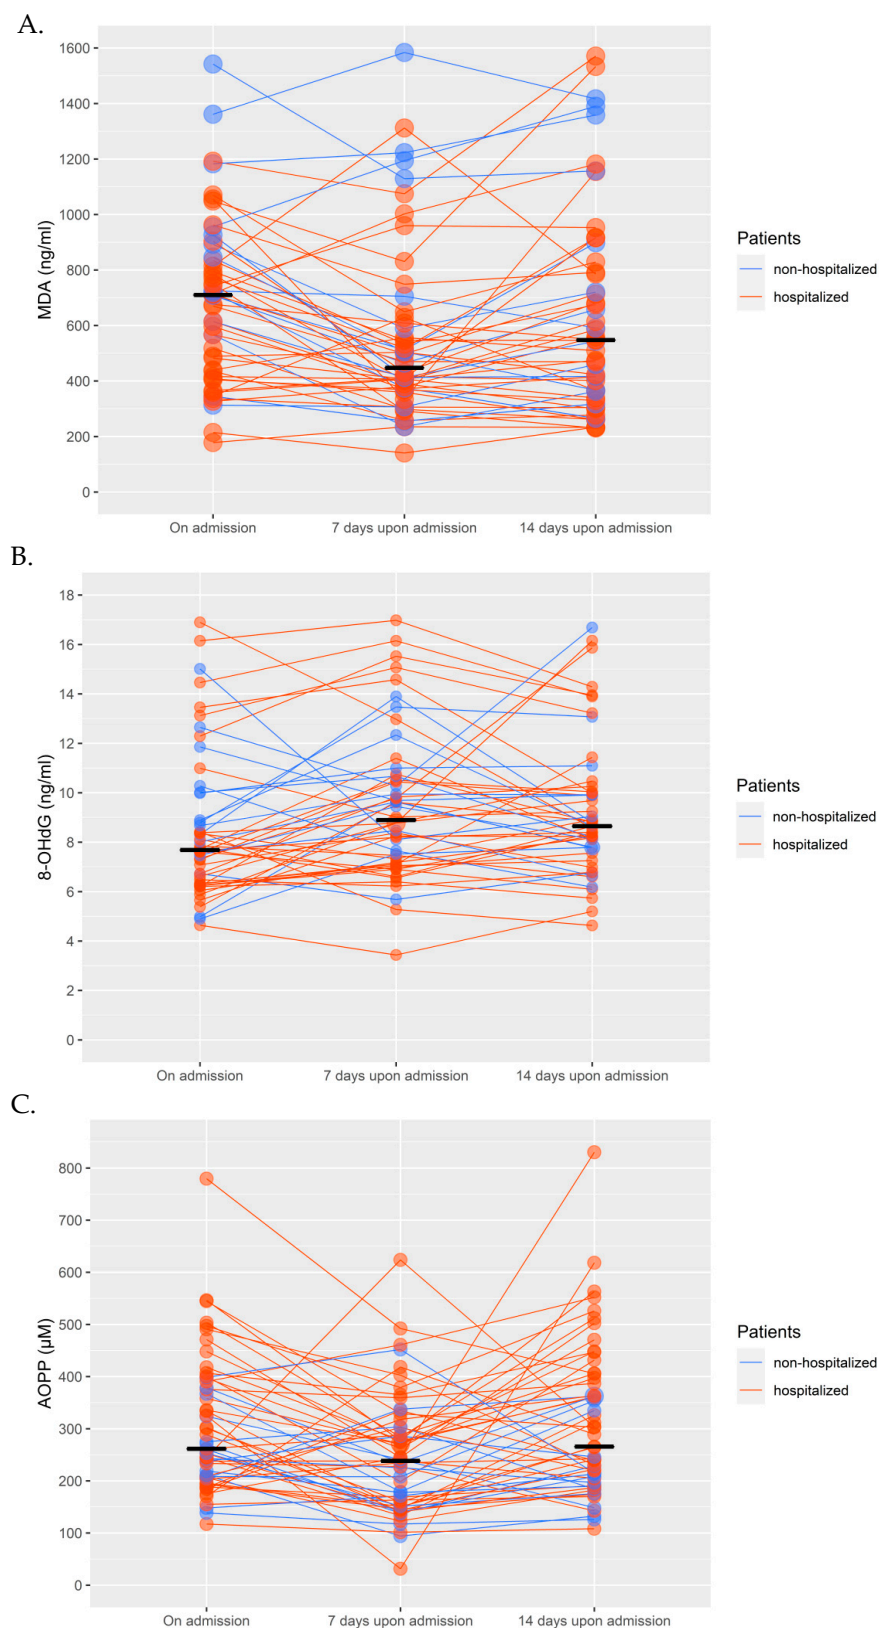 A.
1600
1400
1200
1000
800
600
400
200
0
MDA (ng/ml)
On admission 7 days upon admission 14 days upon admission
Patients
non-hospitalized
hospitalized
B.
18
16
14
12
10
8
6
4
2
0
8-OHdG (ng/ml)
On admission 7 days upon admission 14 days upon admission
Patients
non-hospitalized
hospitalized
C.
800
700
600
500
400
300
200
100
0
AOPP (µM)
On admission 7 days upon admission 14 days upon admission
Patients
non-hospitalized
hospitalized